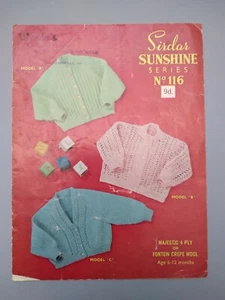 Sirdar
SUNSHINE
SERIES
Nº 116
9d.
MODEL "B"
MODEL "A"
MODEL "C"
MAJESTIC 4 PLY
OR
FORTEIN CREPE WOOL
Age 6-12 months